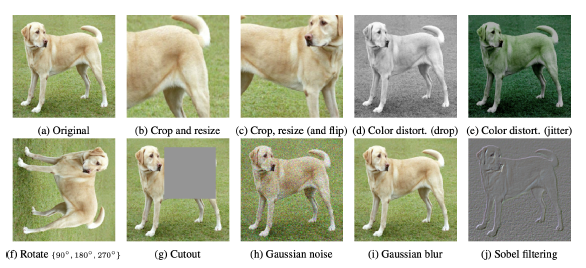 (a) Original (b) Crop and resize (c) Crop, resize (and flip) (d) Color distort. (drop) (e) Color distort. (jitter)
(f) Rotate {90°, 180°, 270°} (g) Cutout (h) Gaussian noise (i) Gaussian blur (j) Sobel filtering